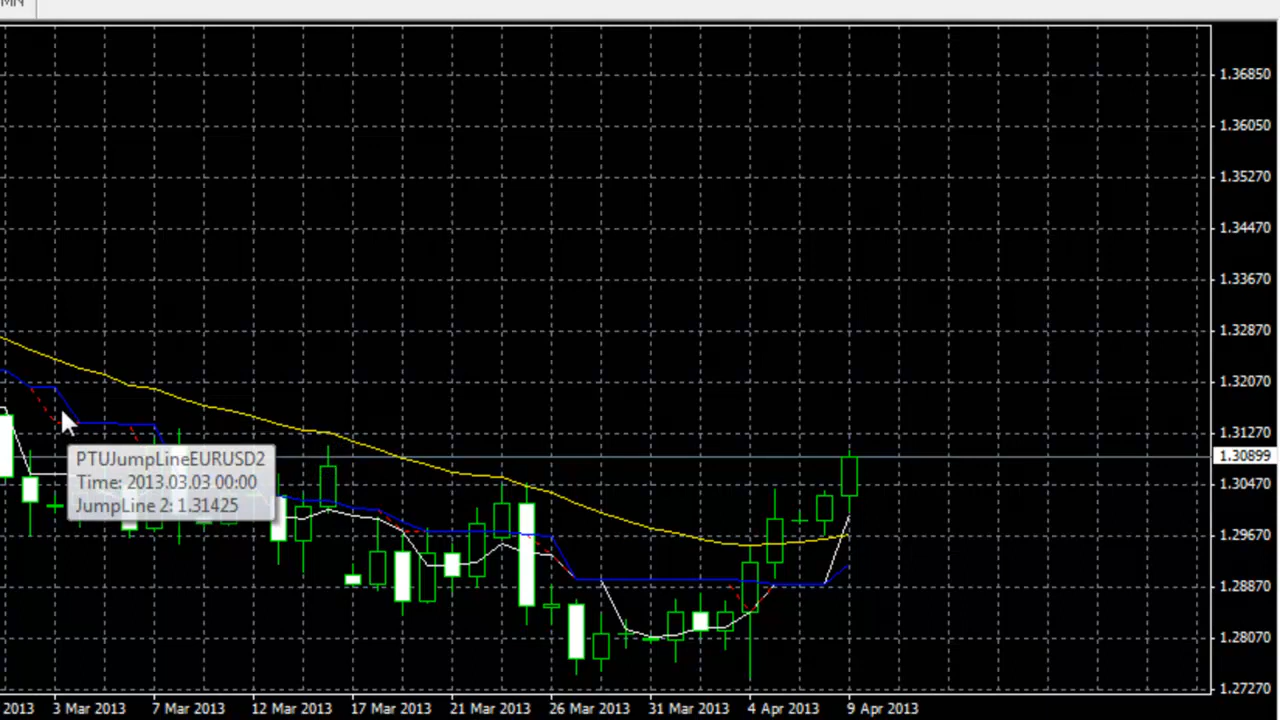 MN
1.36850
1.36050
1.35270
1.34470
1.33670
1.32870
1.32070
1.31270
1.30899
1.30470
1.29670
1.28870
1.28070
1.27270
PTUJumpLineEURUSD2
Time: 2013.03.03 00:00
JumpLine 2: 1.31425
2013 3 Mar 2013 7 Mar 2013 12 Mar 2013 17 Mar 2013 21 Mar 2013 26 Mar 2013 31 Mar 2013 4 Apr 2013 9 Apr 2013